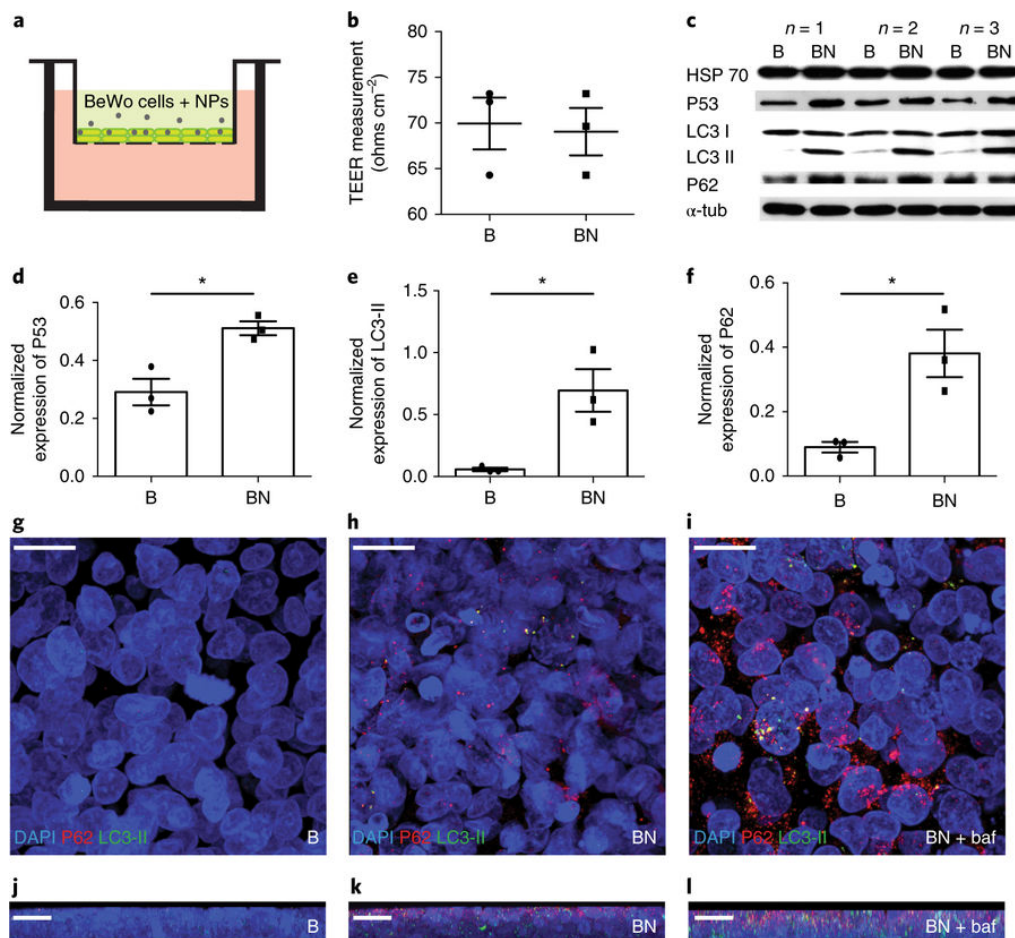 a
BeWo cells + NPs
b
TEER measurement
(ohms cm−2)
80
75
70
65
60
B
BN
c
n = 1
n = 2
n = 3
B BN B BN B BN
HSP 70
P53
LC3 I
LC3 II
P62
α-tub
d
Normalized
expression of P53
0.6
0.4
0.2
0.0
*
B
BN
e
Normalized
expression of LC3-II
1.5
1.0
0.5
0.0
*
B
BN
f
Normalized
expression of P62
0.6
0.4
0.2
0.0
*
B
BN
g
DAPI P62 LC3-II
B
h
DAPI P62 LC3-II
BN
i
DAPI P62 LC3-II
BN + baf
j
B
k
BN
l
BN + baf